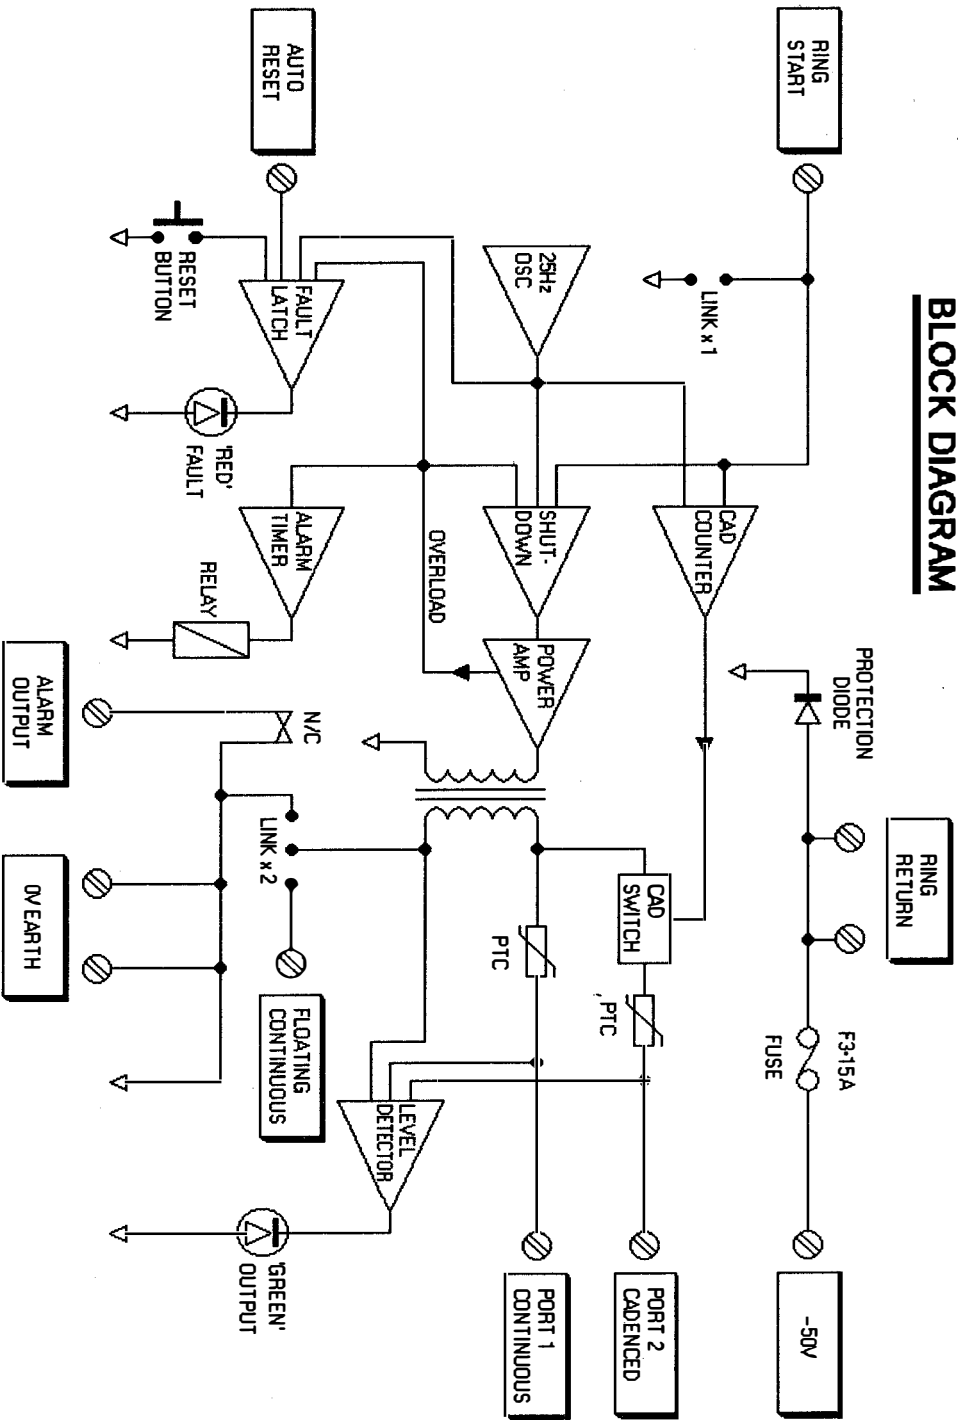 BLOCK DIAGRAM
RING
START
LINK x 1
PROTECTION
DIODE
RING
RETURN
F3·15A
FUSE
-50V
CAD
COUNTER
CAD
SWITCH
PTC
PORT 2
CADENCED
25Hz
OSC
SHUT-
DOWN
POWER
AMP
PTC
PORT 1
CONTINUOUS
OVERLOAD
LEVEL
DETECTOR
AUTO
RESET
FAULT
LATCH
ALARM
TIMER
N/C
LINK x 2
FLOATING
CONTINUOUS
'GREEN'
OUTPUT
RESET
BUTTON
'RED'
FAULT
RELAY
ALARM
OUTPUT
0V EARTH